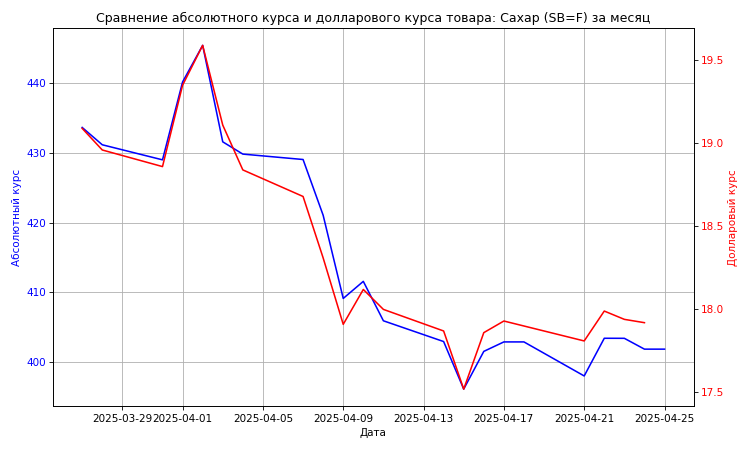 Сравнение абсолютного курса и долларового курса товара: Сахар (SB=F) за месяц
Абсолютный курс
440
430
420
410
400
19.5
19.0
18.5
18.0
17.5
Долларовый курс
2025-03-29 2025-04-01 2025-04-05 2025-04-09 2025-04-13 2025-04-17 2025-04-21 2025-04-25
Дата